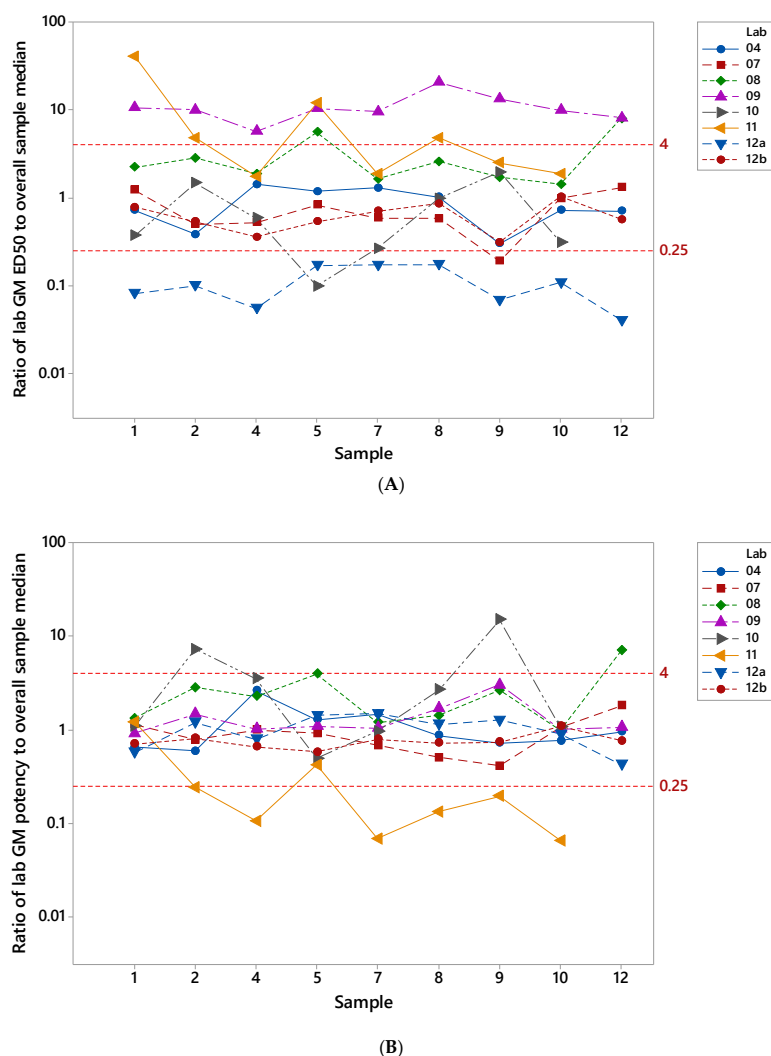 Ratio of lab GM ED50 to overall sample median
100
10
1
0.1
0.01
4
0.25
1 2 4 5 7 8 9 10 12
Sample
Lab
04
07
08
09
10
11
12a
12b
(A)
Ratio of lab GM potency to overall sample median
100
10
1
0.1
0.01
4
0.25
1 2 4 5 7 8 9 10 12
Sample
Lab
04
07
08
09
10
11
12a
12b
(B)